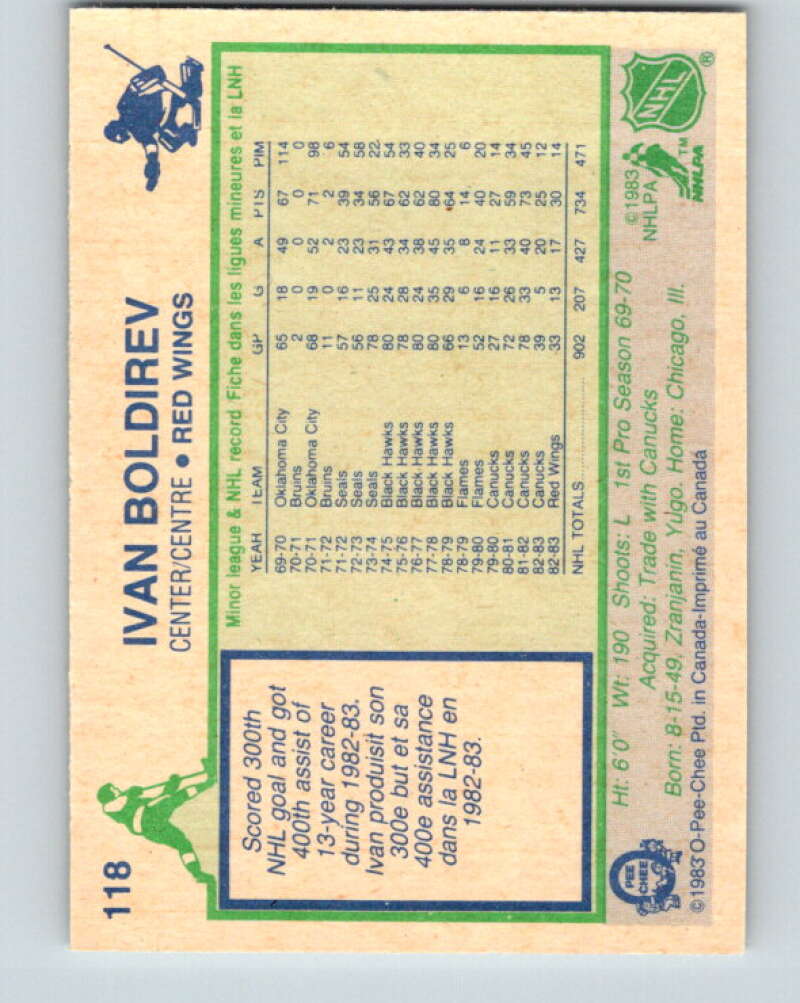 118
IVAN BOLDIREV
CENTER/CENTRE • RED WINGS
Scored 300th
NHL goal and got
400th assist of
13-year career
during 1982-83.
Ivan produisit son
300e but et sa
400e assistance
dans la LNH en
1982-83.
Minor league & NHL record Fiche dans les ligues mineures et la LNH
YEAR TEAM GP G A PTS PIM
69-70 Oklahoma City 65 18 49 67 114
70-71 Bruins 2 0 0 0 0
70-71 Oklahoma City 68 19 52 71 98
71-72 Bruins 11 0 2 2 6
71-72 Seals 57 16 23 39 54
72-73 Seals 56 11 23 34 58
73-74 Seals 78 25 31 56 22
74-75 Black Hawks 80 24 43 67 54
75-76 Black Hawks 78 28 34 62 33
76-77 Black Hawks 80 24 38 62 40
77-78 Black Hawks 80 35 45 80 34
78-79 Black Hawks 66 29 35 64 25
78-79 Flames 13 6 8 14 6
79-80 Flames 52 16 24 40 20
79-80 Canucks 27 16 11 27 14
80-81 Canucks 72 26 33 59 34
81-82 Canucks 78 33 40 73 45
82-83 Canucks 39 5 20 25 12
82-83 Red Wings 33 13 17 30 14
NHL TOTALS 902 207 427 734 471
Ht: 6'0" Wt: 190 Shoots: L 1st Pro Season 69-70
Acquired: Trade with Canucks
Born: 8-15-49, Zranjanin, Yugo. Home: Chicago, Ill.
©1983 O-Pee-Chee Ptd. in Canada-Imprimé au Canada
O PEE CHEE
©1983
NHLPA
NHL ®
NHLPA ™